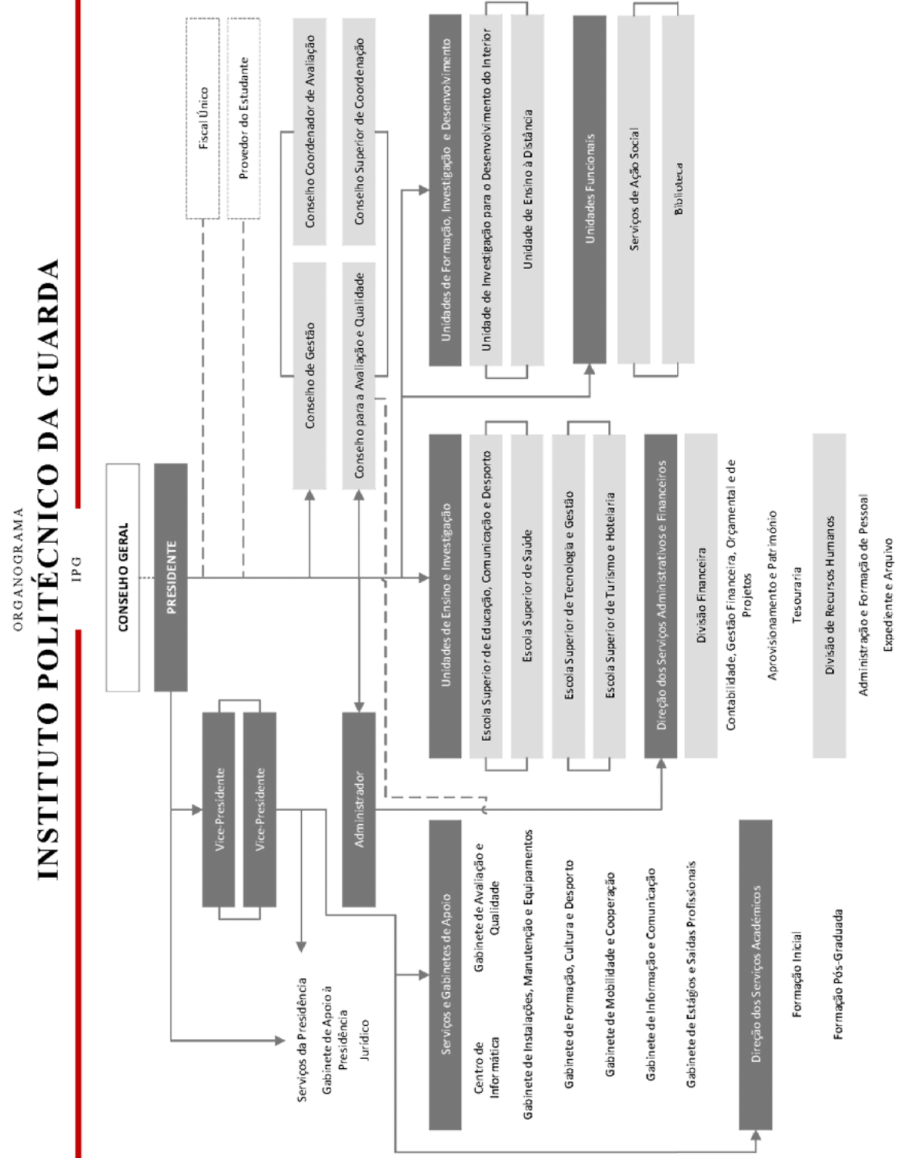 ORGANOGRAMA
INSTITUTO POLITÉCNICO DA GUARDA
IPG
CONSELHO GERAL
PRESIDENTE
Fiscal Único
Provedor do Estudante
Vice-Presidente
Vice-Presidente
Serviços da Presidência
Gabinete de Apoio à
Presidência
Jurídico
Administrador
Conselho de Gestão
Conselho Coordenador de Avaliação
Conselho para a Avaliação e Qualidade
Conselho Superior de Coordenação
Serviços e Gabinetes de Apoio
Centro de
Informática
Gabinete de Avaliação e
Qualidade
Gabinete de Instalações, Manutenção e Equipamentos
Gabinete de Formação, Cultura e Desporto
Gabinete de Mobilidade e Cooperação
Gabinete de Informação e Comunicação
Gabinete de Estágios e Saídas Profissionais
Direção dos Serviços Académicos
Formação Inicial
Formação Pós-Graduada
Unidades de Ensino e Investigação
Escola Superior de Educação, Comunicação e Desporto
Escola Superior de Saúde
Escola Superior de Tecnologia e Gestão
Escola Superior de Turismo e Hotelaria
Direção dos Serviços Administrativos e Financeiros
Divisão Financeira
Contabilidade, Gestão Financeira, Orçamental e de
Projetos
Aprovisionamento e Património
Tesouraria
Divisão de Recursos Humanos
Administração e Formação de Pessoal
Expediente e Arquivo
Unidades de Formação, Investigação e Desenvolvimento
Unidade de Investigação para o Desenvolvimento do Interior
Unidade de Ensino à Distância
Unidades Funcionais
Serviços de Ação Social
Biblioteca